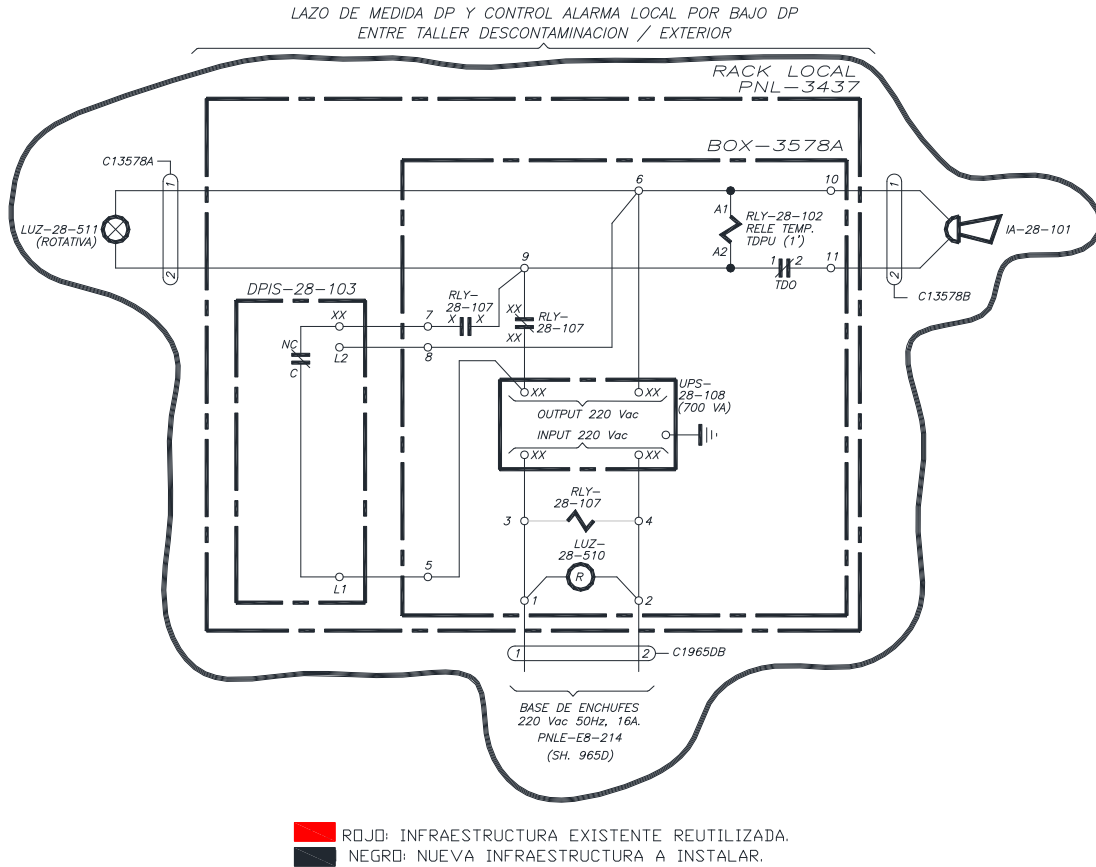 LAZO DE MEDIDA DP Y CONTROL ALARMA LOCAL POR BAJO DP
ENTRE TALLER DESCONTAMINACION / EXTERIOR
RACK LOCAL
PNL-3437
BOX-3578A
C13578A
1
2
LUZ-28-511
(ROTATIVA)
6
10
A1
A2
RLY-28-102
RELE TEMP.
TDPU (1')
1 2
TDO
11
1
2
IA-28-101
C13578B
9
DPIS-28-103
XX
NC
C
L2
L1
7
8
5
RLY-
28-107
X X
XX
XX
RLY-
28-107
XX
XX
OUTPUT 220 Vac
INPUT 220 Vac
XX
XX
UPS-
28-108
(700 VA)
RLY-
28-107
3
4
LUZ-
28-510
R
1
2
1
2
C1965DB
BASE DE ENCHUFES
220 Vac 50Hz, 16A.
PNLE-E8-214
(SH. 965D)
ROJO: INFRAESTRUCTURA EXISTENTE REUTILIZADA.
NEGRO: NUEVA INFRAESTRUCTURA A INSTALAR.